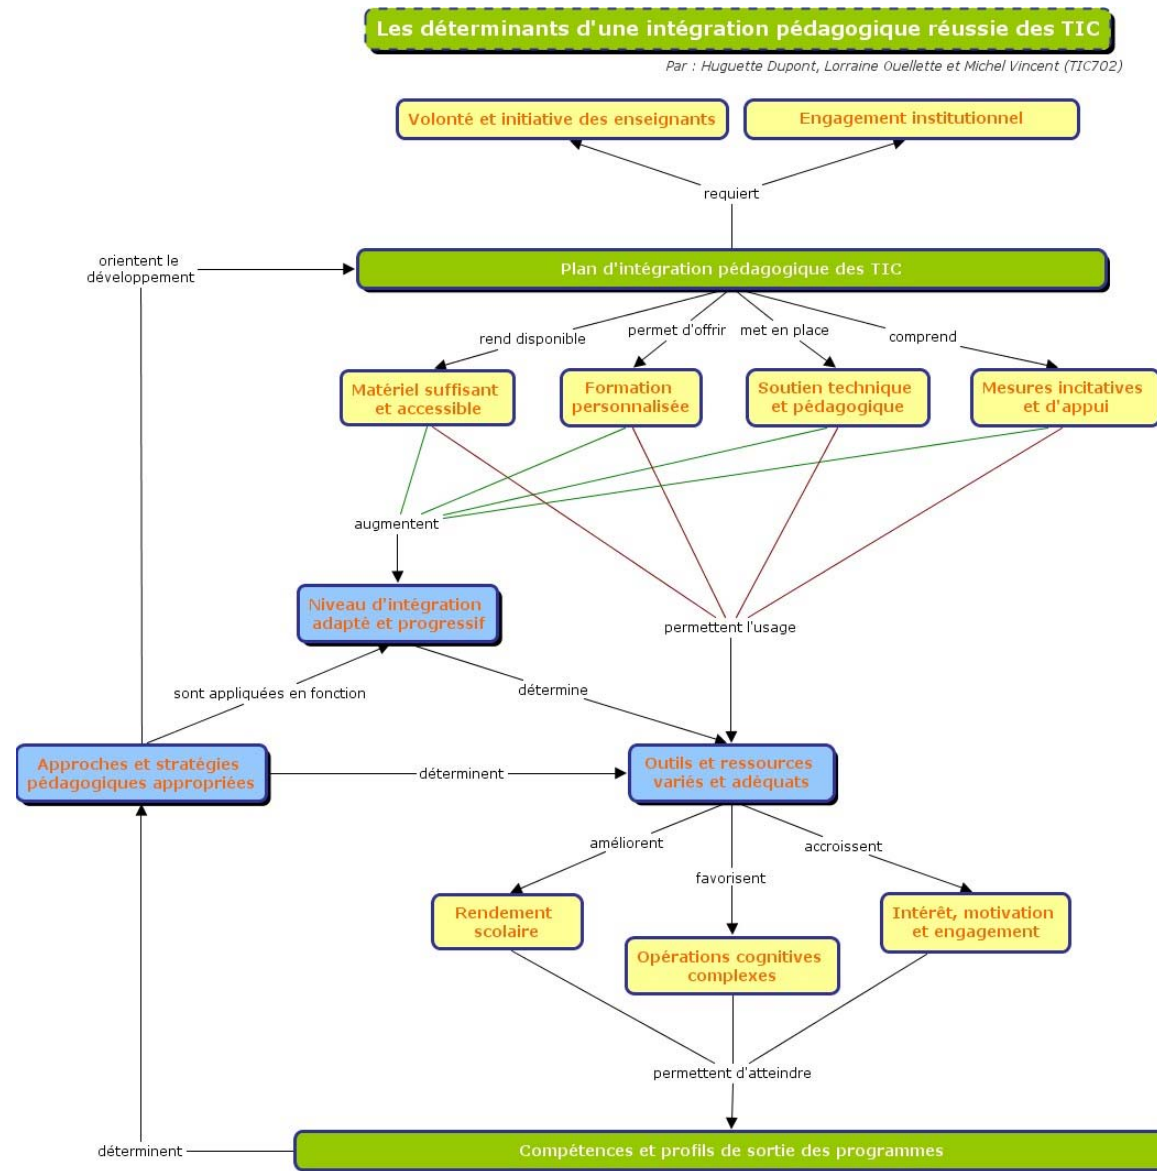 Les déterminants d'une intégration pédagogique réussie des TIC
Par : Huguette Dupont, Lorraine Ouellette et Michel Vincent (TIC702)
Volonté et initiative des enseignants
Engagement institutionnel
requiert
orientent le
développement
Plan d'intégration pédagogique des TIC
rend disponible
permet d'offrir
met en place
comprend
Matériel suffisant
et accessible
Formation
personnalisée
Soutien technique
et pédagogique
Mesures incitatives
et d'appui
augmentent
Niveau d'intégration
adapté et progressif
permettent l'usage
sont appliquées en fonction
détermine
Approches et stratégies
pédagogiques appropriées
déterminent
Outils et ressources
variés et adéquats
améliorent
favorisent
accroissent
Rendement
scolaire
Opérations cognitives
complexes
Intérêt, motivation
et engagement
permettent d'atteindre
déterminent
Compétences et profils de sortie des programmes